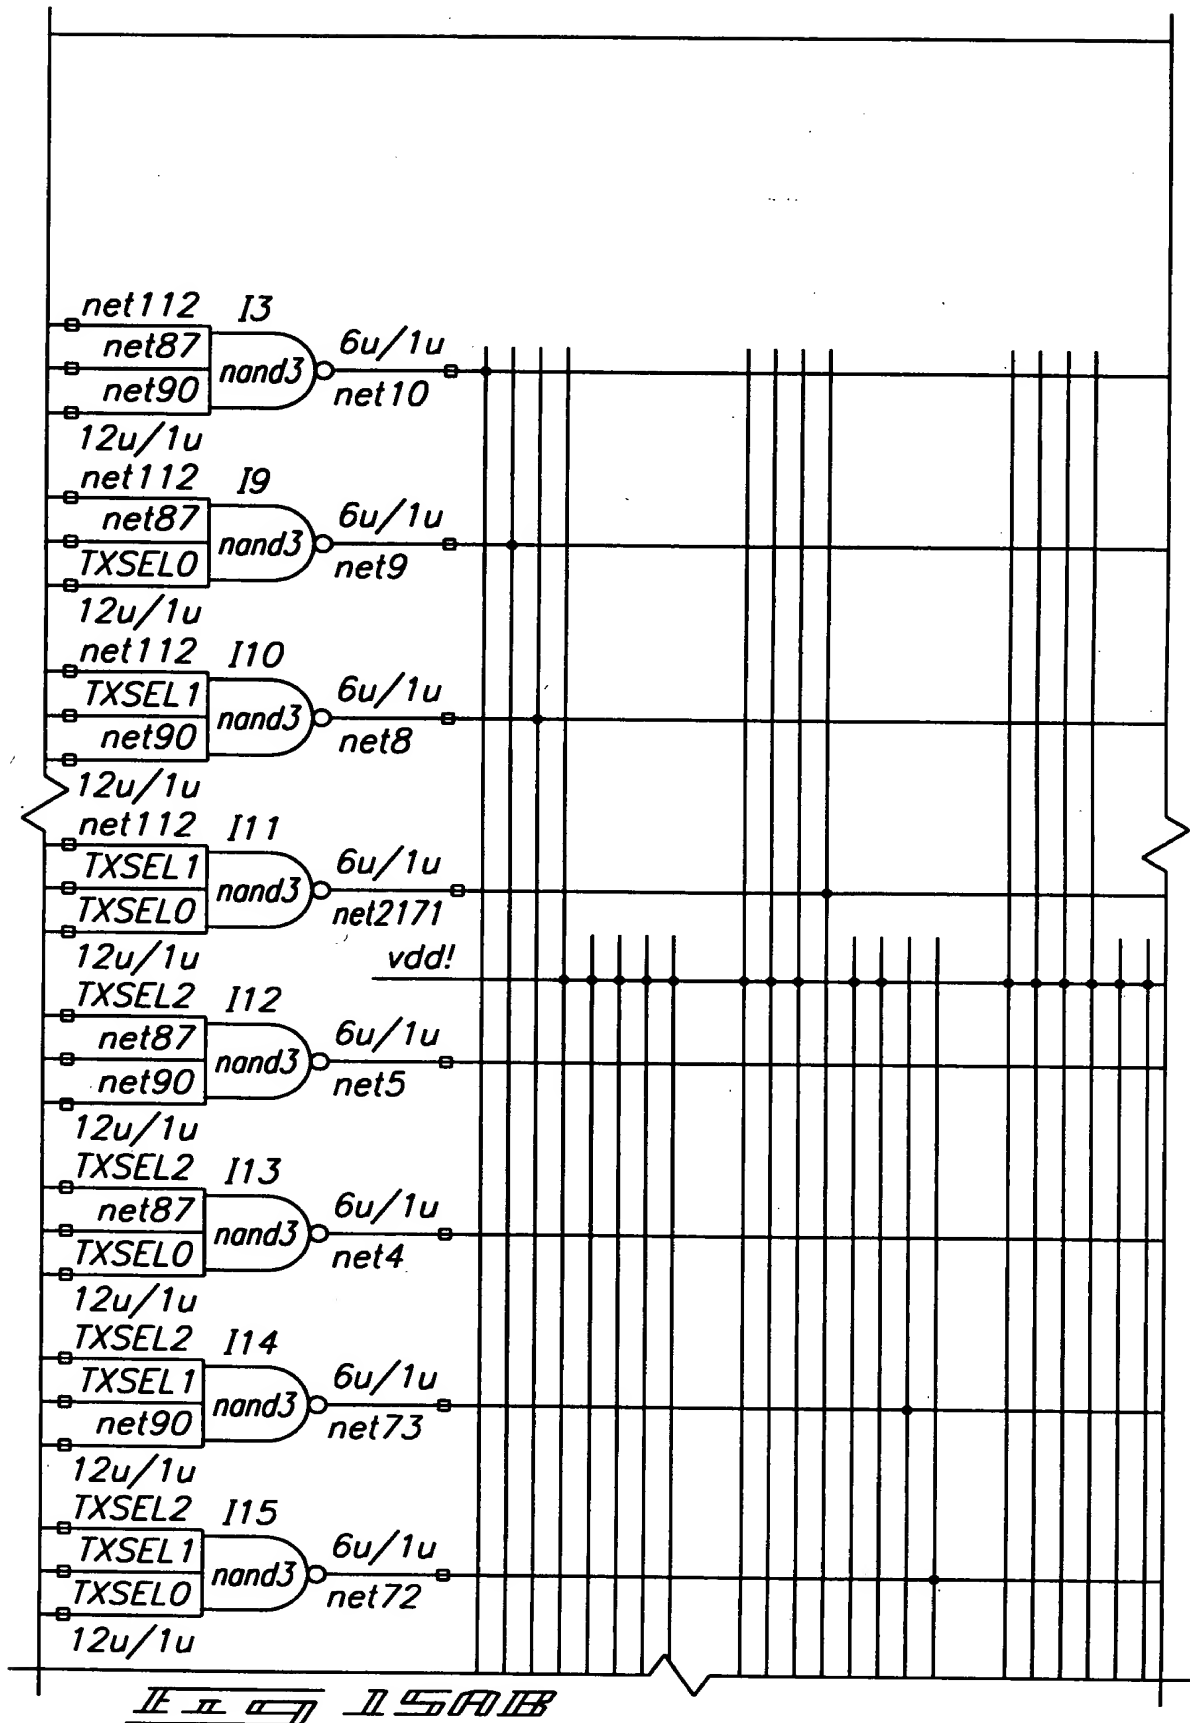 net112 I3
net87 6u/1u
nand3
net90 net10
12u/1u
net112 I9
net87 6u/1u
nand3
TXSEL0 net9
12u/1u
net112 I10
TXSEL1 6u/1u
nand3
net90 net8
12u/1u
net112 I11
TXSEL1 6u/1u
nand3
TXSEL0 net2171
12u/1u vdd!
TXSEL2 I12
net87 6u/1u
nand3
net90 net5
12u/1u
TXSEL2 I13
net87 6u/1u
nand3
TXSEL0 net4
12u/1u
TXSEL2 I14
TXSEL1 6u/1u
nand3
net90 net73
12u/1u
TXSEL2 I15
TXSEL1 6u/1u
nand3
TXSEL0 net72
12u/1u
Fig 15AB